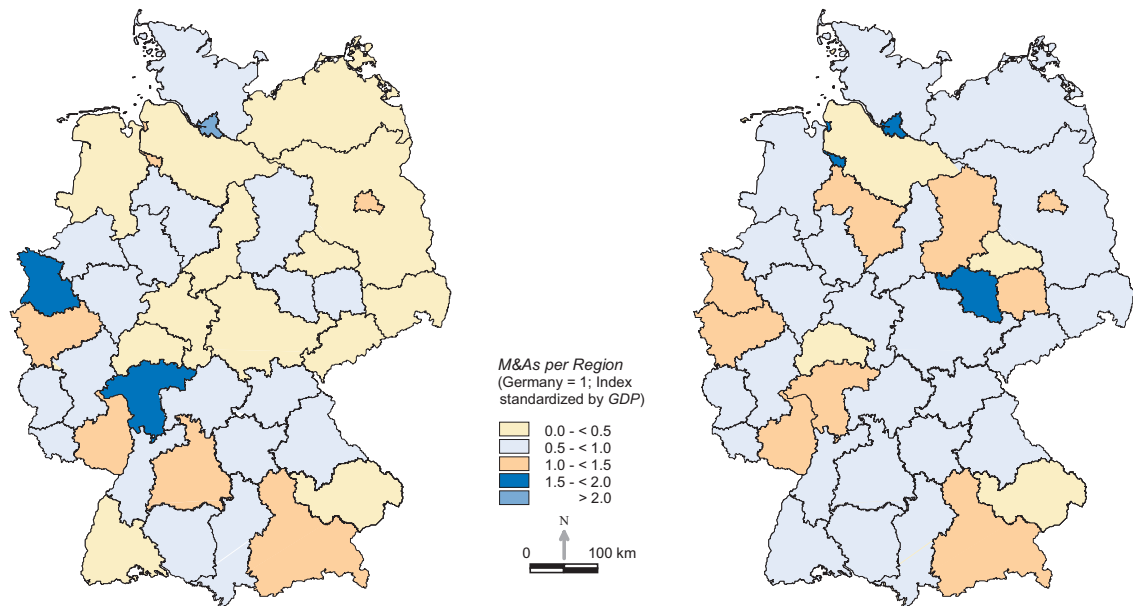 M&As per Region
(Germany = 1; Index
standardized by GDP)
0.0 - < 0.5
0.5 - < 1.0
1.0 - < 1.5
1.5 - < 2.0
> 2.0
N
0 100 km